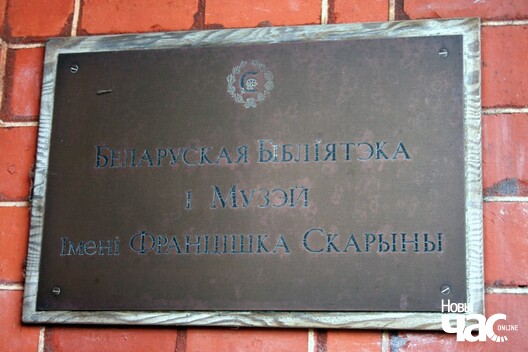 Беларуская Бібліятэка
і Музэй
імені Францішка Скарыны
Новы
Час
ONLINE